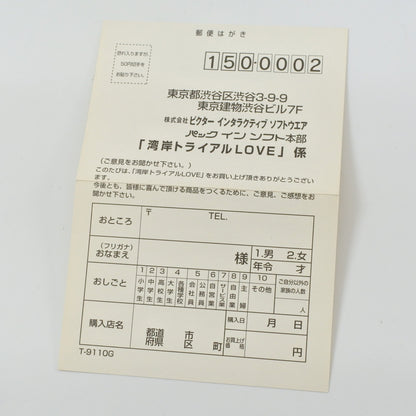 郵便はがき
恐れ入りますが、
50円切手を
お貼り下さい。
150-0002
東京都渋谷区渋谷3-9-9
東京建物渋谷ビル7F
株式会社ビクター インタラクティブ ソフトウエア
パック イン ソフト本部
「湾岸トライアルLOVE」係
(ご意見をお聞かせ下さい。)
このたびは、「湾岸トライアルLOVE」をお買い上げ頂きありがとうござい
ます。
今後とも、皆様に喜んで頂ける商品をつくるために、ご意見、ご感想をお
聞かせ下さい。
おところ 〒 TEL.
(フリガナ)
おなまえ 様 1.男 2.女
年令 才
おしごと 1 小学生 2 中学生 3 高校生 4 大学生 4 各種学校 5 会社員 5 公務員 6 自営業 7 サービス業 8 自由業 9 主婦 10 その他 ご自分以外の家族の人数
購入店名 都道府県 市区 町 購入日 月 日
お買上げ価格 円
T-9110G